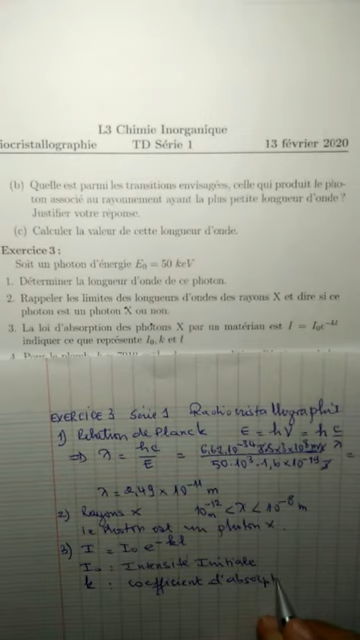 L3 Chimie Inorganique
iocristallographie TD Série 1 13 février 2020
(b) Quelle est parmi les transitions envisagées, celle qui produit le pho-
ton associé au rayonnement ayant la plus petite longueur d'onde ?
Justifier votre réponse.
(c) Calculer la valeur de cette longueur d'onde.
Exercice 3 :
Soit un photon d'énergie E₀ = 50 keV
1. Déterminer la longueur d'onde de ce photon.
2. Rappeler les limites des longueurs d'ondes des rayons X et dire si ce
photon est un photon X ou non.
3. La loi d'absorption des photons X par un matérian est I = I₀e^-kl
indiquer ce que représente I₀, k et l
EXERCICE 3 Série 1 Radiocristallographie
1) Relation de Planck E = hν = h c/λ
⇒ λ = hc/E = 6,62.10^-34 J.S x 3 x 10^8 m/s / 50.10^3.1,6 x 10^-19 J =
λ = 2,49 x 10^-11 m
2) Rayons X 10^-12 m < λ < 10^-8 m
le photon est un photon X.
3) I = I₀ e^-kl
I₀ : Intensité Initiale
k : coefficient d'absorpt